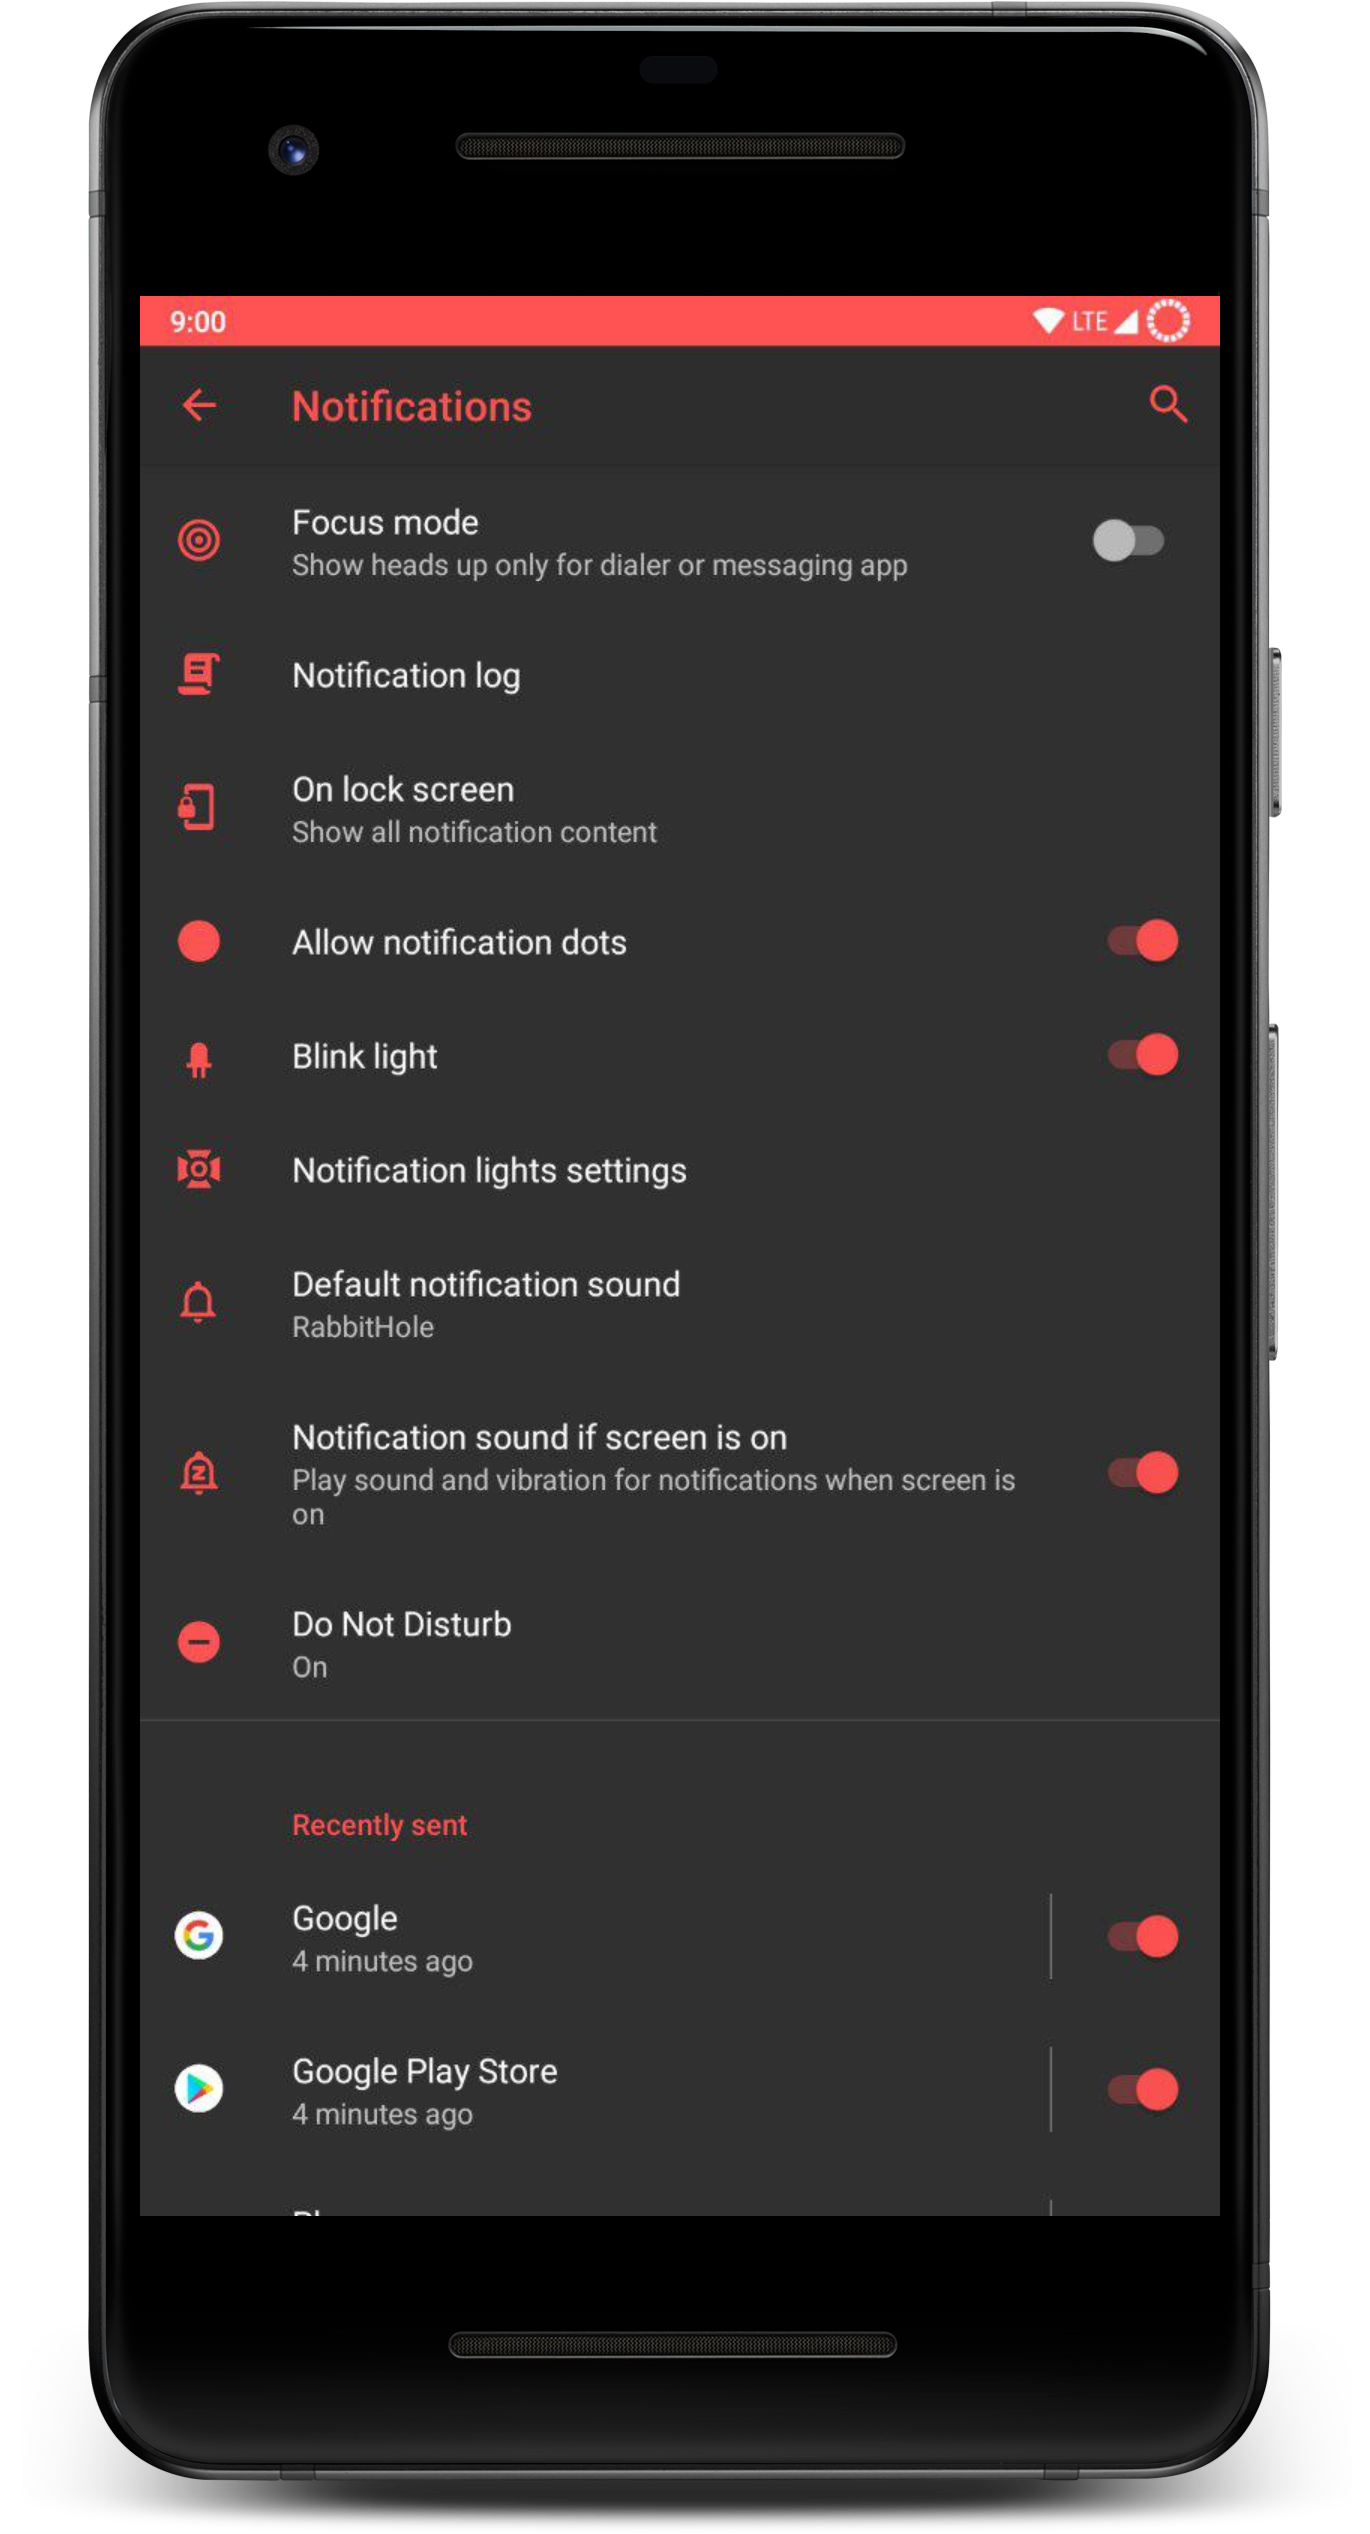 9:00 LTE
Notifications
Focus mode
Show heads up only for dialer or messaging app
Notification log
On lock screen
Show all notification content
Allow notification dots
Blink light
Notification lights settings
Default notification sound
RabbitHole
Notification sound if screen is on
Play sound and vibration for notifications when screen is
on
Do Not Disturb
On
Recently sent
Google
4 minutes ago
Google Play Store
4 minutes ago